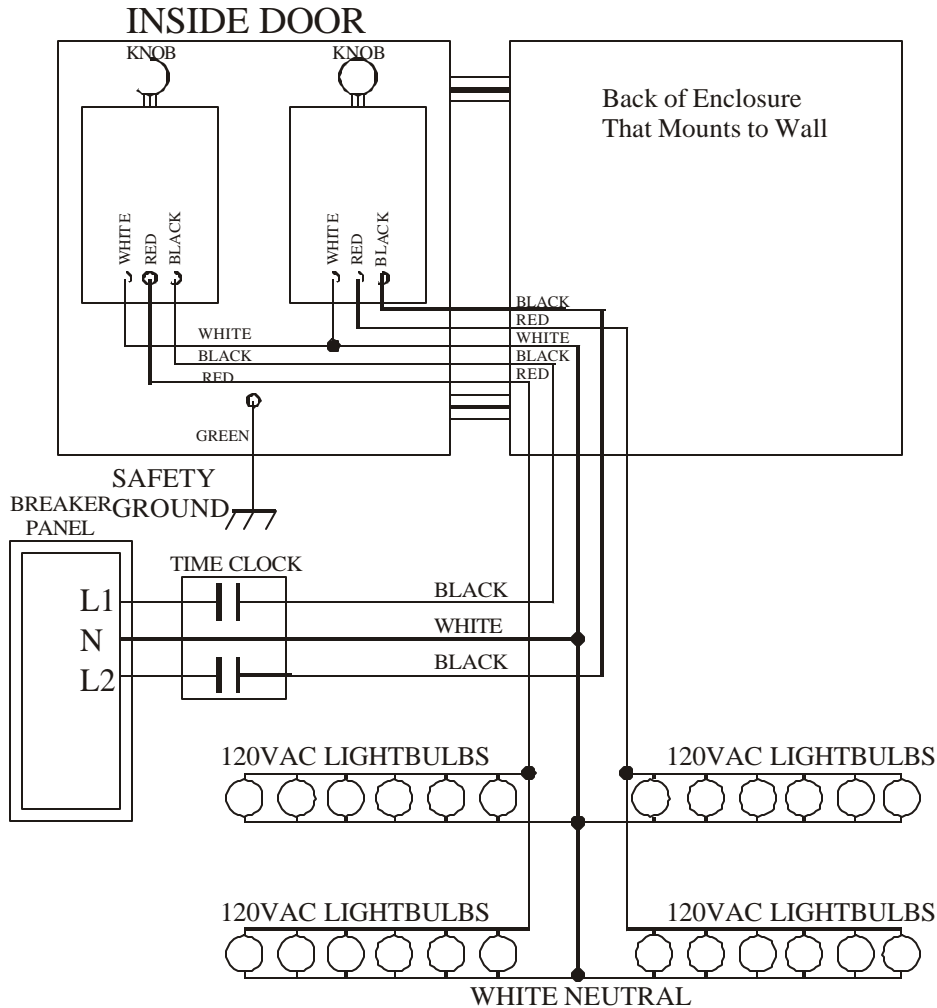 INSIDE DOOR
KNOB
KNOB
Back of Enclosure
That Mounts to Wall
WHITE
RED
BLACK
WHITE
RED
BLACK
BLACK
RED
WHITE
WHITE
BLACK
BLACK
RED
RED
GREEN
SAFETY
GROUND
BREAKER
PANEL
TIME CLOCK
L1
BLACK
N
WHITE
L2
BLACK
120VAC LIGHTBULBS
120VAC LIGHTBULBS
120VAC LIGHTBULBS
120VAC LIGHTBULBS
WHITE NEUTRAL